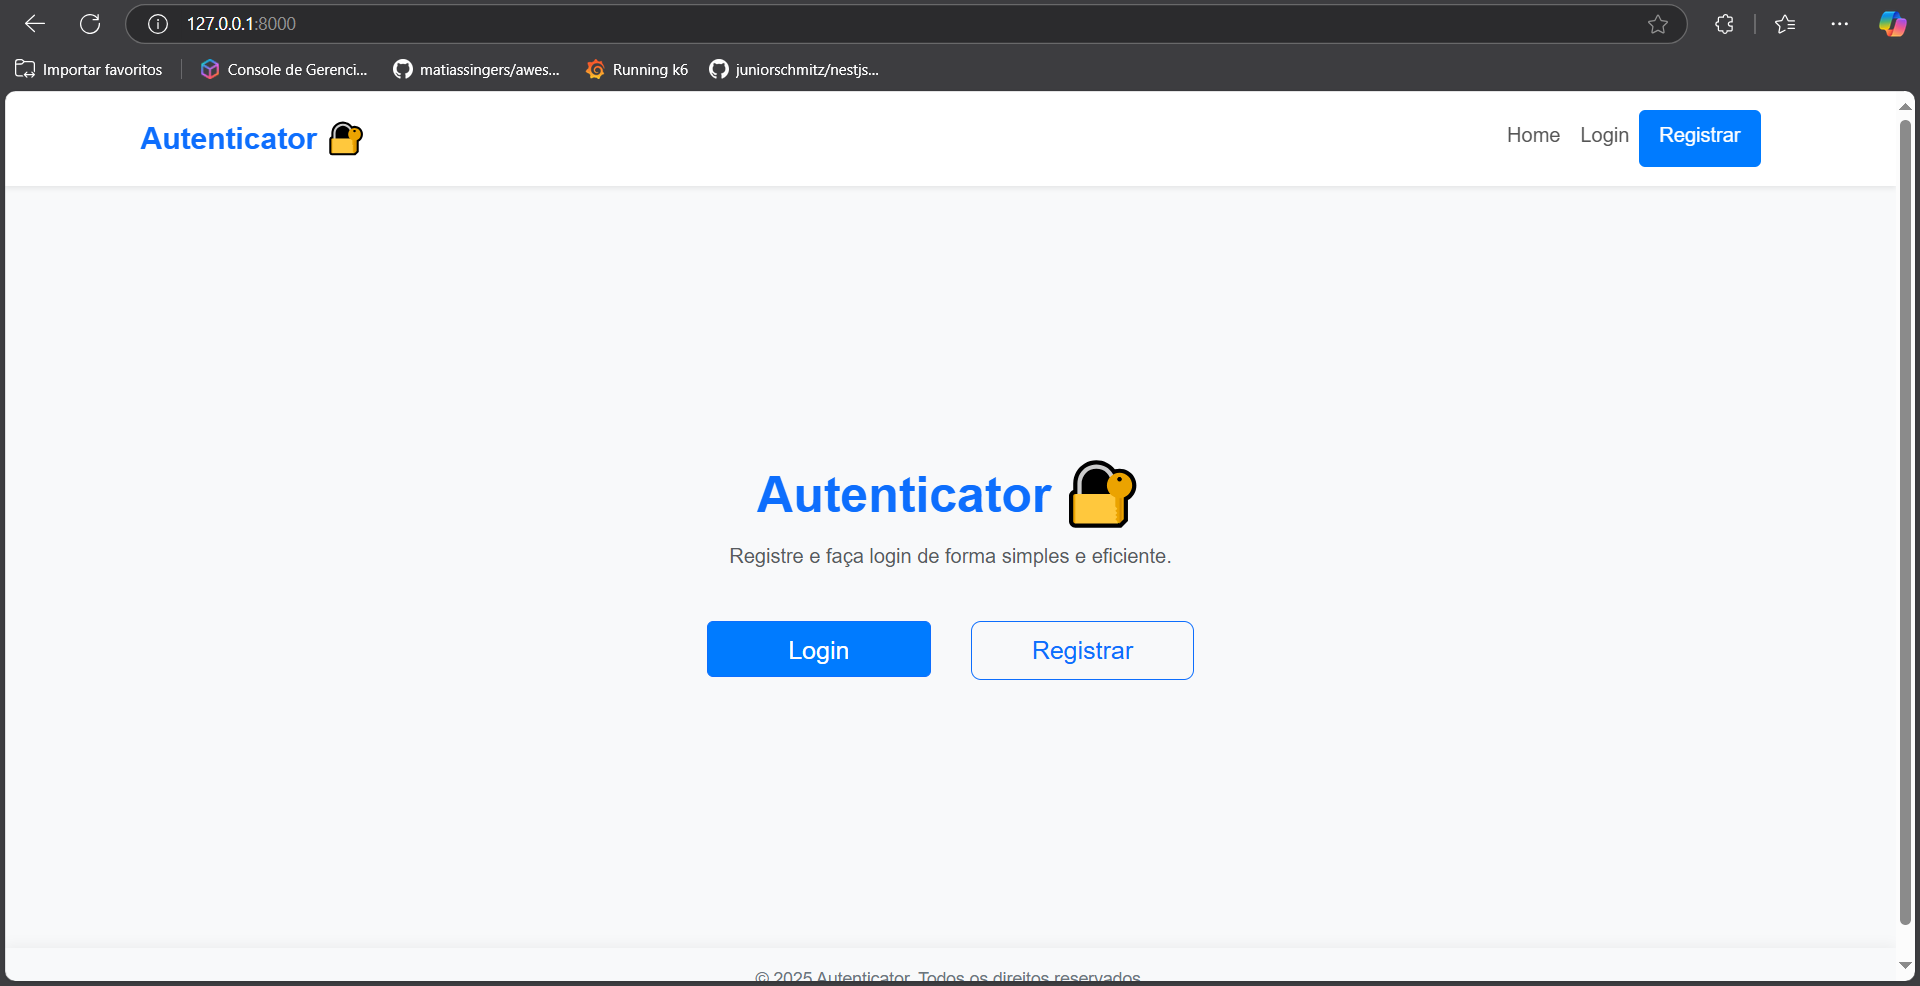 127.0.0.1:8000
Importar favoritos
Console de Gerenci...
matiassingers/awes...
Running k6
juniorschmitz/nestjs...
Autenticator
Home
Login
Registrar
Autenticator
Registre e faça login de forma simples e eficiente.
Login
Registrar
© 2025 Autenticator. Todos os direitos reservados.